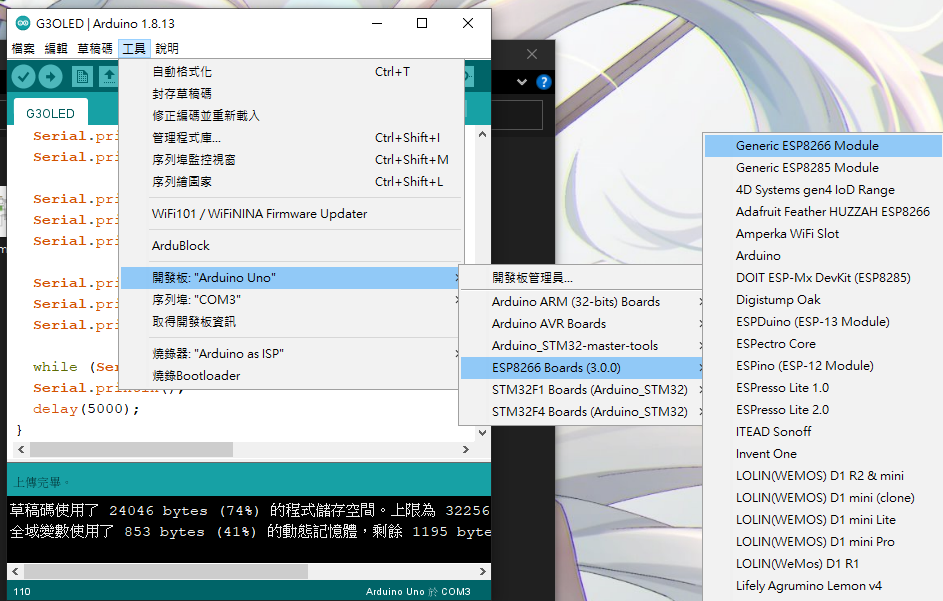 G3OLED | Arduino 1.8.13
檔案 編輯 草稿碼 工具 說明
G3OLED
Serial.pri
Serial.pri
Serial.pri
Serial.pri
Serial.pri
Serial.pri
Serial.pri
Serial.pri
while (Se
Serial.println();
delay(5000);
}
自動格式化 Ctrl+T
封存草稿碼
修正編碼並重新載入
管理程式庫... Ctrl+Shift+I
序列埠監控視窗 Ctrl+Shift+M
序列繪圖家 Ctrl+Shift+L
WiFi101 / WiFiNINA Firmware Updater
ArduBlock
開發板: "Arduino Uno"
序列埠: "COM3"
取得開發板資訊
燒錄器: "Arduino as ISP"
燒錄Bootloader
開發板管理員...
Arduino ARM (32-bits) Boards
Arduino AVR Boards
Arduino_STM32-master-tools
ESP8266 Boards (3.0.0)
STM32F1 Boards (Arduino_STM32)
STM32F4 Boards (Arduino_STM32)
Generic ESP8266 Module
Generic ESP8285 Module
4D Systems gen4 IoD Range
Adafruit Feather HUZZAH ESP8266
Amperka WiFi Slot
Arduino
DOIT ESP-Mx DevKit (ESP8285)
Digistump Oak
ESPDuino (ESP-13 Module)
ESPectro Core
ESPino (ESP-12 Module)
ESPresso Lite 1.0
ESPresso Lite 2.0
ITEAD Sonoff
Invent One
LOLIN(WEMOS) D1 R2 & mini
LOLIN(WEMOS) D1 mini (clone)
LOLIN(WEMOS) D1 mini Lite
LOLIN(WEMOS) D1 mini Pro
LOLIN(WeMos) D1 R1
Lifely Agrumino Lemon v4
上傳完畢。
草稿碼使用了 24046 bytes (74%) 的程式儲存空間。上限為 32256
全域變數使用了 853 bytes (41%) 的動態記憶體，剩餘 1195 byte
110 Arduino Uno 於 COM3